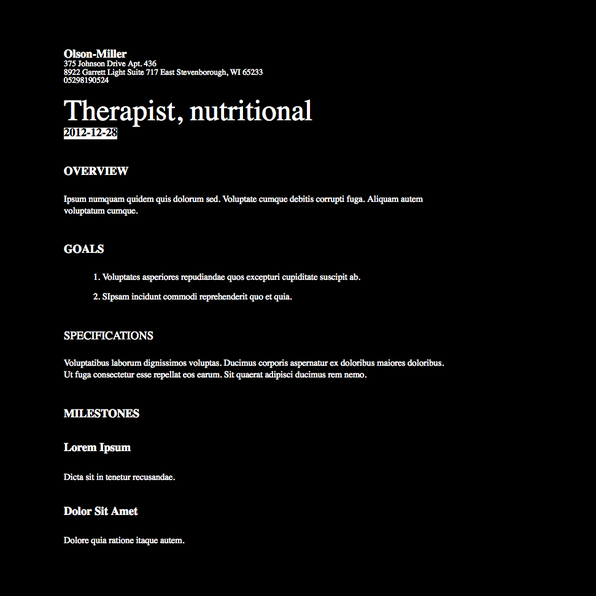 Olson-Miller
375 Johnson Drive Apt. 436
8922 Garrett Light Suite 717 East Stevenborough, WI 65233
05298190524
Therapist, nutritional
2012-12-28
OVERVIEW
Ipsum numquam quidem quis dolorum sed. Voluptate cumque debitis corrupti fuga. Aliquam autem
voluptatum cumque.
GOALS
1. Voluptates asperiores repudiandae quos excepturi cupiditate suscipit ab.
2. SIpsam incidunt commodi reprehenderit quo et quia.
SPECIFICATIONS
Voluptatibus laborum dignissimos voluptas. Ducimus corporis aspernatur ex doloribus maiores doloribus.
Ut fuga consectetur esse repellat eos earum. Sit quaerat adipisci ducimus rem nemo.
MILESTONES
Lorem Ipsum
Dicta sit in tenetur recusandae.
Dolor Sit Amet
Dolore quia ratione itaque autem.